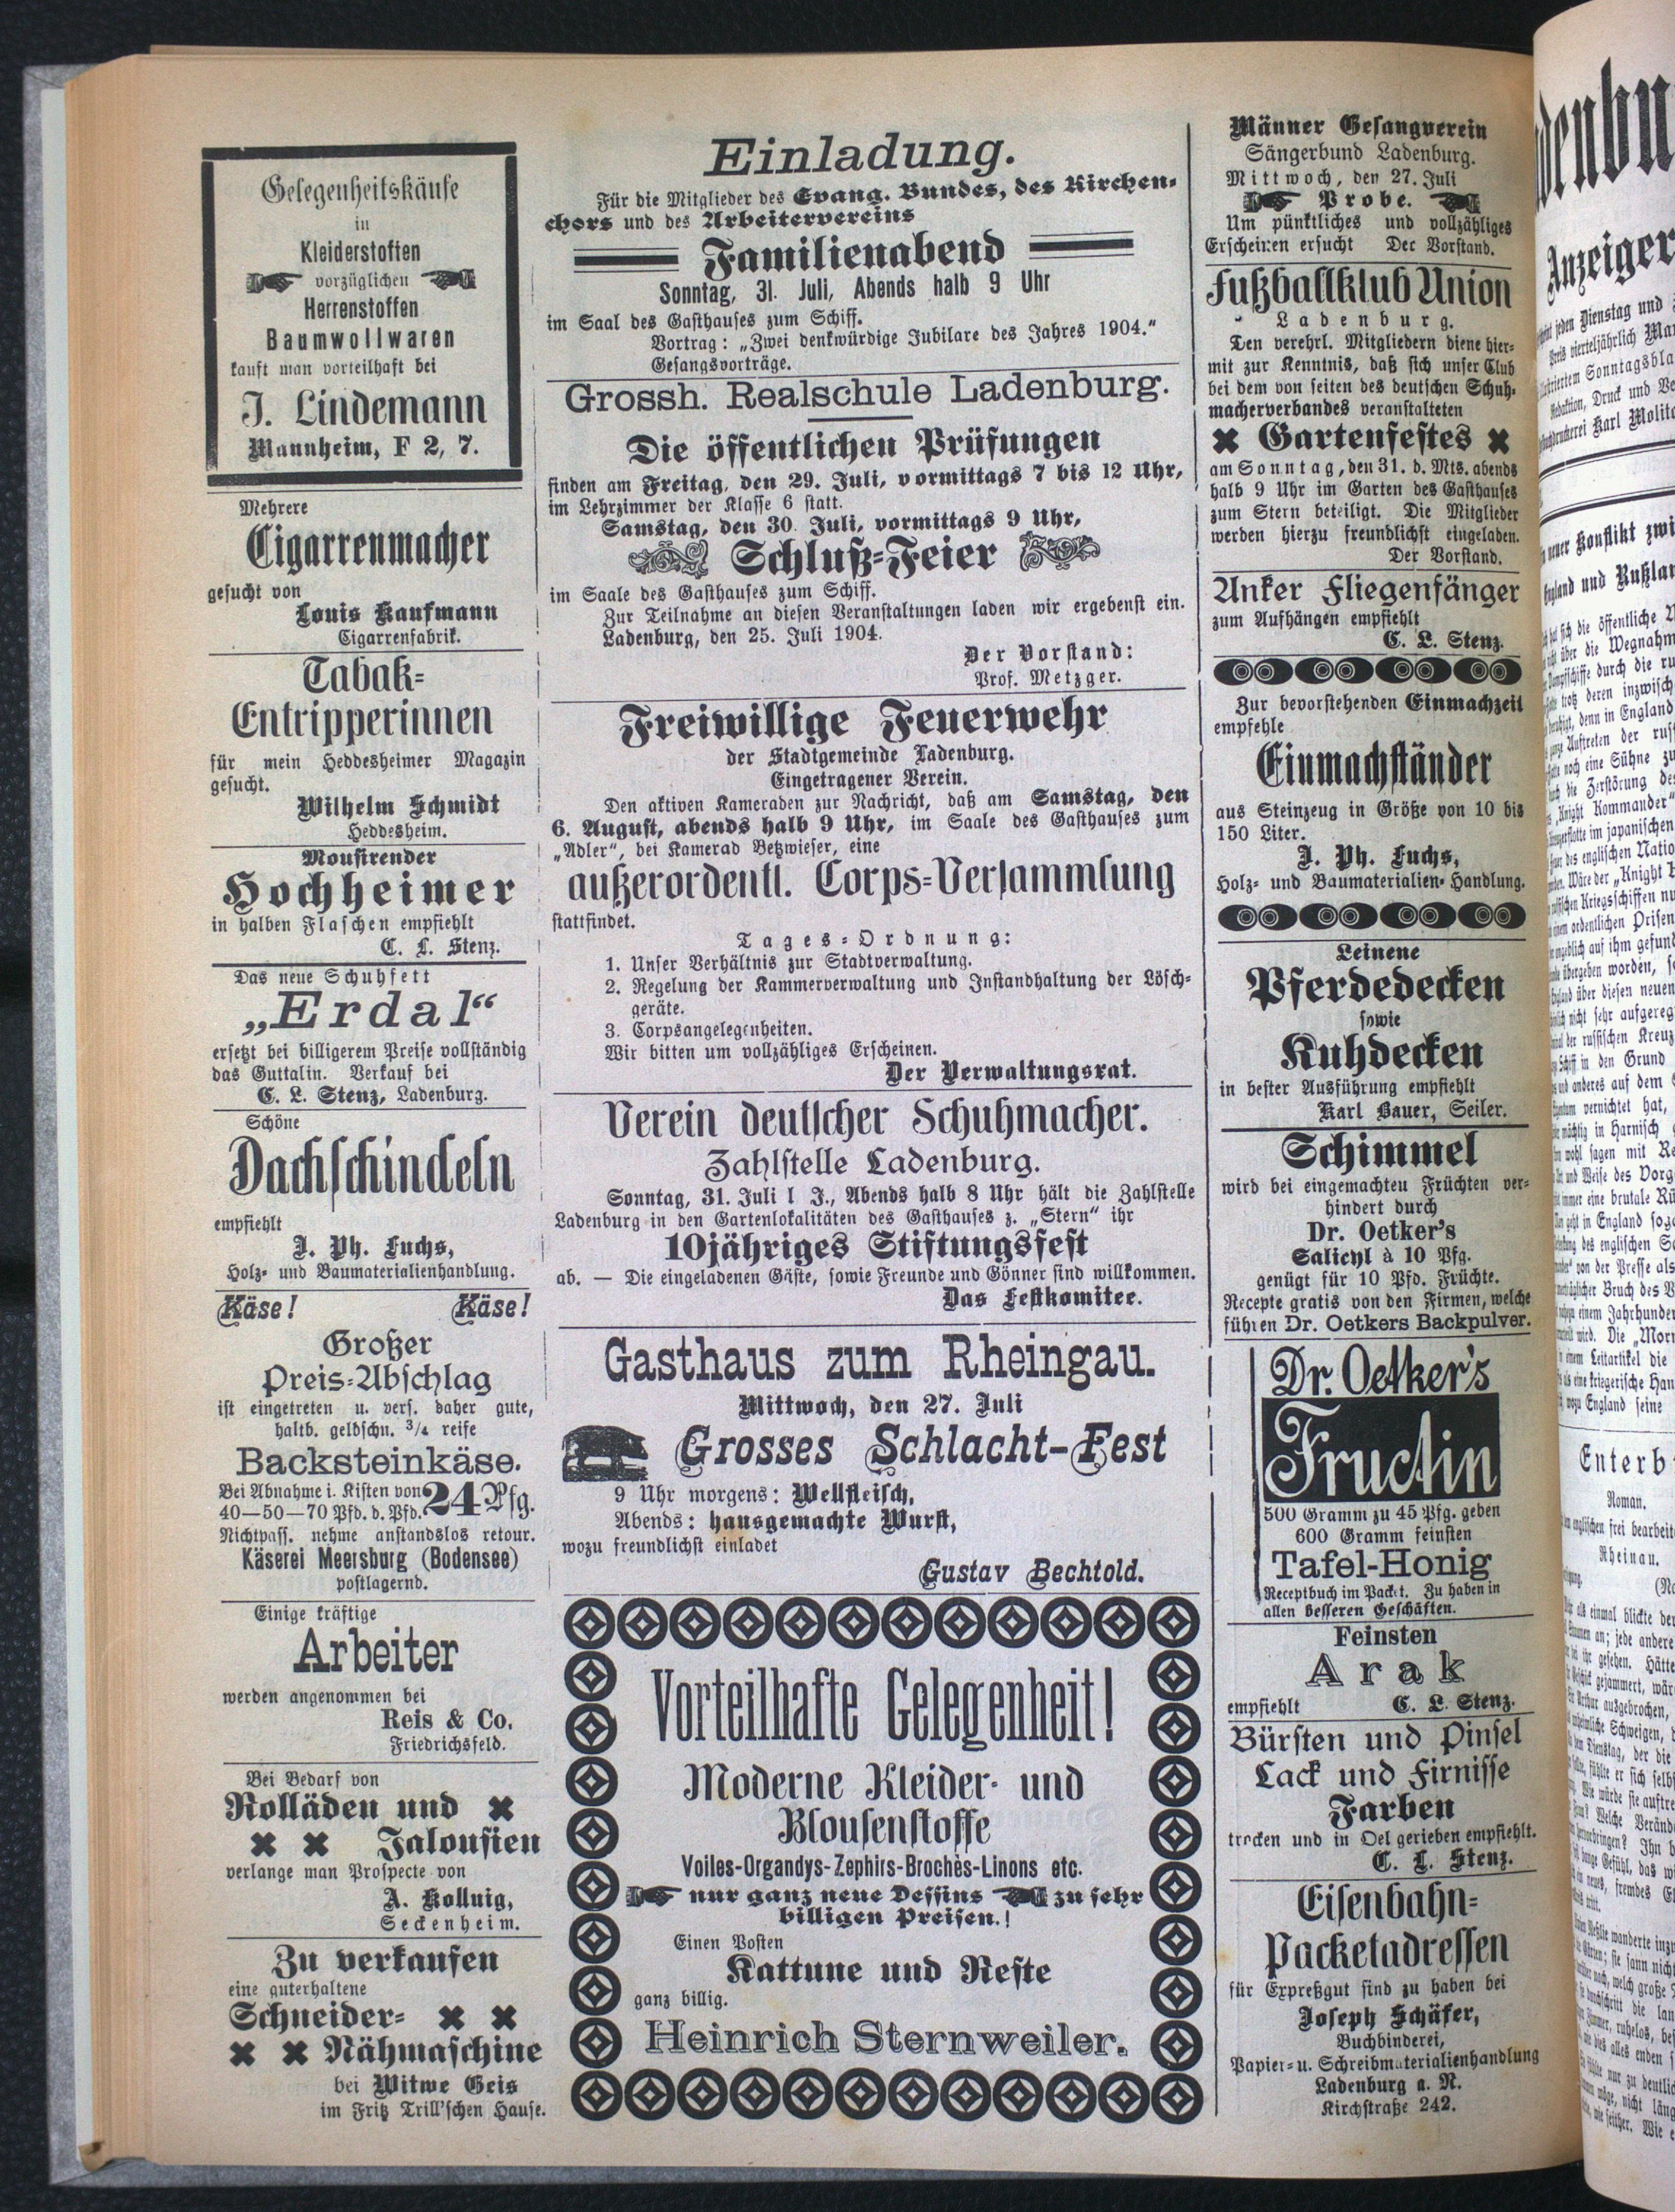 Gelegenheitskäufe
in
Kleiderstoffen
vorzüglichen
Herrenstoffen
Baumwollwaren
kauft man vorteilhaft bei
J. Lindemann
Mannheim, F 2, 7.
Mehrere
Cigarrenmacher
gesucht von
Louis Kaufmann
Cigarrenfabrik.
Tabak-
Entripperinnen
für mein Heddesheimer Magazin
gesucht.
Wilhelm Schmidt
Heddesheim.
Mousirender
Hochheimer
in halben Flaschen empfiehlt
C. L. Stenz.
Das neue Schuhfett
„Erdal“
ersetzt bei billigerem Preise vollständig
das Guttalin. Verkauf bei
C. L. Stenz, Ladenburg.
Schöne
Dachschindeln
empfiehlt
J. Ph. Fuchs,
Holz- und Baumaterialienhandlung.
Käse! Käse!
Großer
Preis-Abschlag
ist eingetreten u. vers. daher gute,
haltb. geldschn. 3/4 reife
Backsteinkäse.
Bei Abnahme i. Kisten von
40—50—70 Pfd. d. Pfd. 24 Pfg.
Nichtpass. nehme anstandslos retour.
Käserei Meersburg (Bodensee)
postlagernd.
Einige kräftige
Arbeiter
werden angenommen bei
Reis & Co.
Friedrichsfeld.
Bei Bedarf von
Rolläden und
Jalousien
verlange man Prospecte von
A. Kollnig,
Seckenheim.
Zu verkaufen
eine guterhaltene
Schneider-
Nähmaschine
bei Witwe Geis
im Fritz Trill'schen Hause.
Einladung.
Für die Mitglieder des Evang. Bundes, des Kirchen-
chors und des Arbeitervereins
Familienabend
Sonntag, 31. Juli, Abends halb 9 Uhr
im Saal des Gasthauses zum Schiff.
Vortrag: „Zwei denkwürdige Jubilare des Jahres 1904.“
Gesangsvorträge.
Grossh. Realschule Ladenburg.
Die öffentlichen Prüfungen
finden am Freitag, den 29. Juli, vormittags 7 bis 12 Uhr,
im Lehrzimmer der Klasse 6 statt.
Samstag, den 30. Juli, vormittags 9 Uhr,
Schluß-Feier
im Saale des Gasthauses zum Schiff.
Zur Teilnahme an diesen Veranstaltungen laden wir ergebenst ein.
Ladenburg, den 25. Juli 1904.
Der Vorstand:
Prof. Metzger.
Freiwillige Feuerwehr
der Stadtgemeinde Ladenburg.
Eingetragener Verein.
Den aktiven Kameraden zur Nachricht, daß am Samstag, den
6. August, abends halb 9 Uhr, im Saale des Gasthauses zum
„Adler“, bei Kamerad Betzwieser, eine
außerordentl. Corps-Versammlung
stattfindet.
Tages-Ordnung:
1. Unser Verhältnis zur Stadtverwaltung.
2. Regelung der Kammerverwaltung und Instandhaltung der Lösch-
geräte.
3. Corpsangelegenheiten.
Wir bitten um vollzähliges Erscheinen.
Der Verwaltungsrat.
Verein deutscher Schuhmacher.
Zahlstelle Ladenburg.
Sonntag, 31. Juli l J., Abends halb 8 Uhr hält die Zahlstelle
Ladenburg in den Gartenlokalitäten des Gasthauses z. „Stern“ ihr
10jähriges Stiftungsfest
ab. — Die eingeladenen Gäste, sowie Freunde und Gönner sind willkommen.
Das Festkomitee.
Gasthaus zum Rheingau.
Mittwoch, den 27. Juli
Grosses Schlacht-Fest
9 Uhr morgens: Wellfleisch,
Abends: hausgemachte Wurst,
wozu freundlichst einladet
Gustav Bechtold.
Vorteilhafte Gelegenheit!
Moderne Kleider- und
Blousenstoffe
Voiles-Organdys-Zephirs-Brochès-Linons etc.
nur ganz neue Dessins zu sehr
billigen Preisen.!
Einen Posten
Kattune und Reste
ganz billig.
Heinrich Sternweiler.
Männer Gesangverein
Sängerbund Ladenburg.
Mittwoch, den 27. Juli
Probe.
Um pünktliches und vollzähliges
Erscheinen ersucht Der Vorstand.
Fußballklub Union
Ladenburg.
Den verehrl. Mitgliedern diene hier-
mit zur Kenntnis, daß sich unser Club
bei dem von seiten des deutschen Schuh-
macherverbandes veranstalteten
Gartenfestes
am Sonntag, den 31. d. Mts. abends
halb 9 Uhr im Garten des Gasthauses
zum Stern beteiligt. Die Mitglieder
werden hierzu freundlichst eingeladen.
Der Vorstand.
Anker Fliegenfänger
zum Aufhängen empfiehlt
C. L. Stenz.
Zur bevorstehenden Einmachzeit
empfehle
Einmachständer
aus Steinzeug in Größe von 10 bis
150 Liter.
J. Ph. Fuchs,
Holz- und Baumaterialien-Handlung.
Leinene
Pferdedecken
sowie
Kuhdecken
in bester Ausführung empfiehlt
Karl Bauer, Seiler.
Schimmel
wird bei eingemachten Früchten ver-
hindert durch
Dr. Oetker's
Salicyl à 10 Pfg.
genügt für 10 Pfd. Früchte.
Recepte gratis von den Firmen, welche
führen Dr. Oetkers Backpulver.
Dr. Oetker's
Fructin
500 Gramm zu 45 Pfg. geben
600 Gramm feinsten
Tafel-Honig
Receptbuch im Packet. Zu haben in
allen besseren Geschäften.
Feinsten
Arak
empfiehlt C. L. Stenz.
Bürsten und Pinsel
Lack und Firnisse
Farben
trocken und in Oel gerieben empfiehlt.
C. L. Stenz.
Eisenbahn-
Packetadressen
für Expreßgut sind zu haben bei
Joseph Schäfer,
Buchbinderei,
Papier- u. Schreibmaterialienhandlung
Ladenburg a. N.
Kirchstraße 242.
Anzeiger
England und Rußlan
Enterb
Roman.
Rheinau.